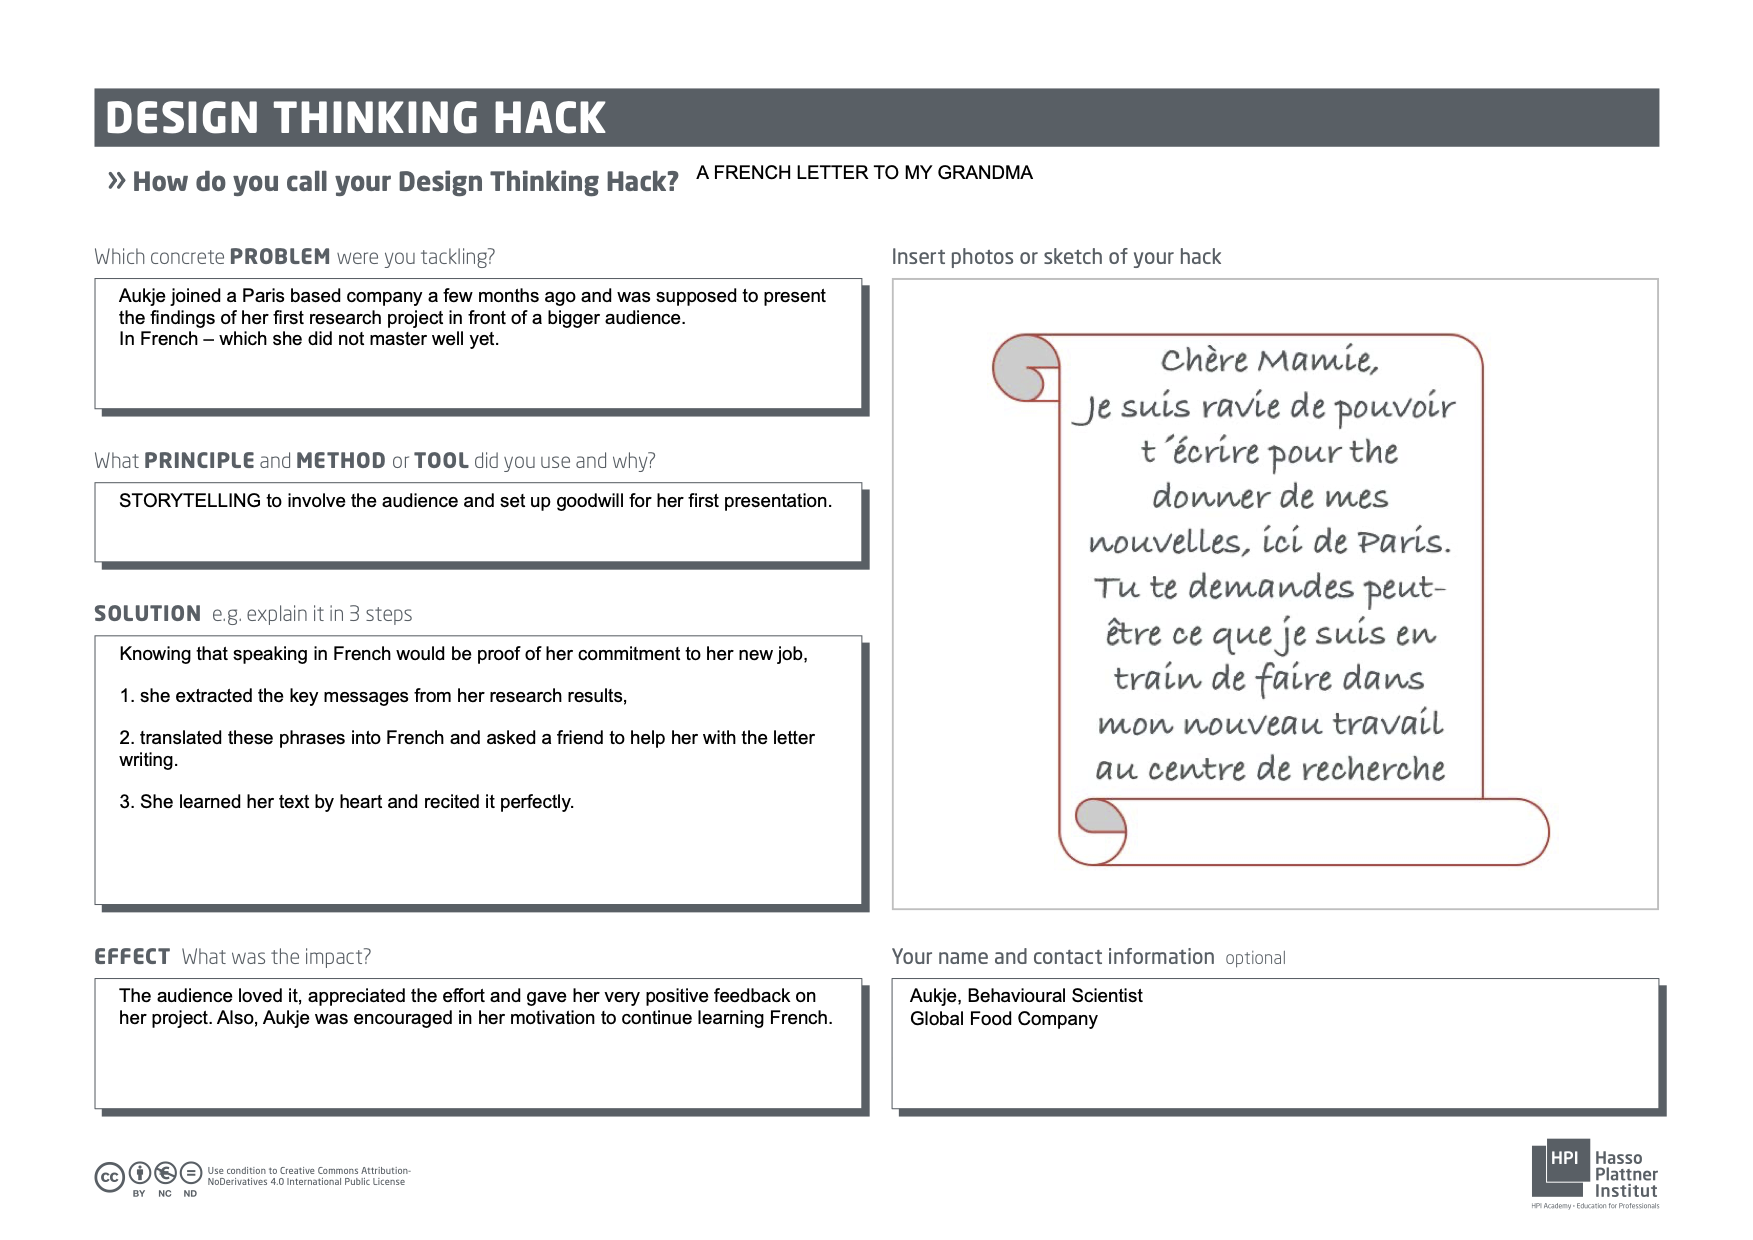 DESIGN THINKING HACK
» How do you call your Design Thinking Hack? A FRENCH LETTER TO MY GRANDMA
Which concrete PROBLEM were you tackling?
Aukje joined a Paris based company a few months ago and was supposed to present
the findings of her first research project in front of a bigger audience.
In French – which she did not master well yet.
What PRINCIPLE and METHOD or TOOL did you use and why?
STORYTELLING to involve the audience and set up goodwill for her first presentation.
SOLUTION e.g. explain it in 3 steps
Knowing that speaking in French would be proof of her commitment to her new job,
1. she extracted the key messages from her research results,
2. translated these phrases into French and asked a friend to help her with the letter
writing.
3. She learned her text by heart and recited it perfectly.
EFFECT What was the impact?
The audience loved it, appreciated the effort and gave her very positive feedback on
her project. Also, Aukje was encouraged in her motivation to continue learning French.
Insert photos or sketch of your hack
Chère Mamie,
Je suis ravie de pouvoir
t ´écrire pour the
donner de mes
nouvelles, ici de Paris.
Tu te demandes peut-
être ce que je suis en
train de faire dans
mon nouveau travail
au centre de recherche
Your name and contact information optional
Aukje, Behavioural Scientist
Global Food Company
cc BY NC ND
Use condition to Creative Commons Attribution-
NoDerivatives 4.0 International Public License
HPI Hasso
Plattner
Institut
HPI Academy - Education for Professionals